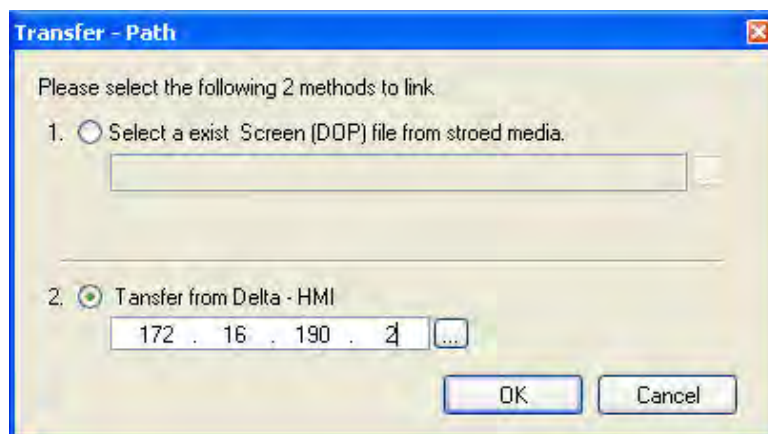 Transfer - Path
Please select the following 2 methods to link
1. Select a exist Screen (DOP) file from stroed media.
2. Tansfer from Delta - HMI
172 . 16 . 190 . 2
...
OK Cancel